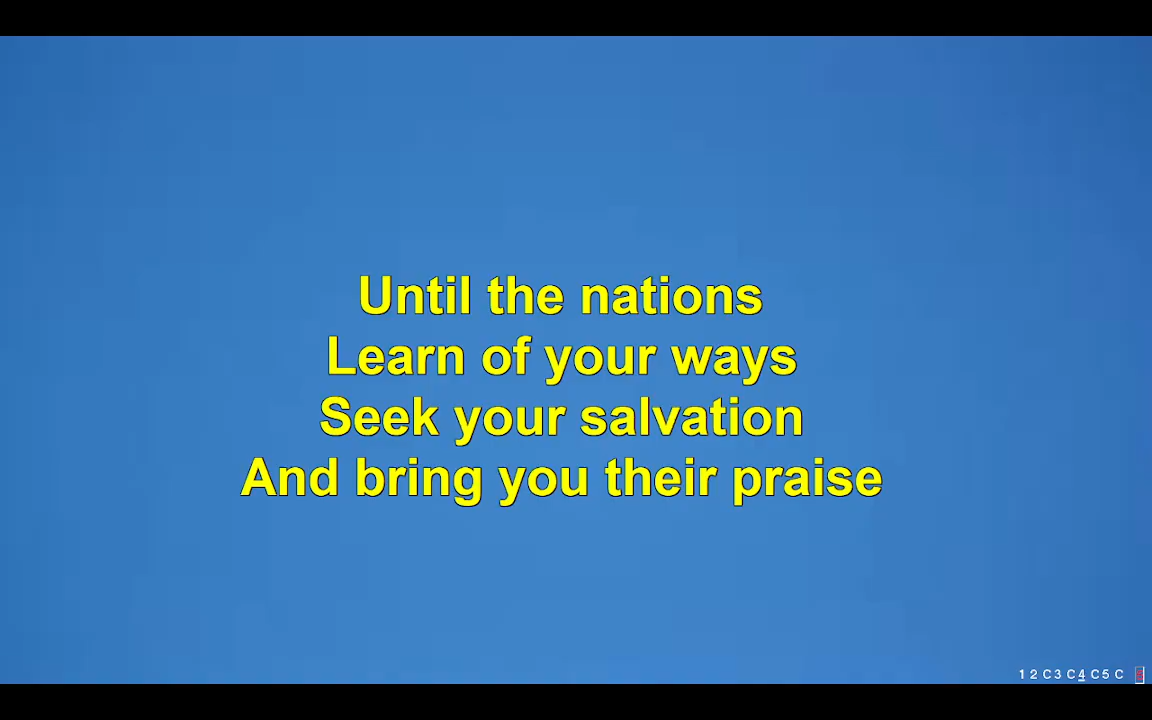 Until the nations
Learn of your ways
Seek your salvation
And bring you their praise
1 2 C 3 C 4 C 5 C